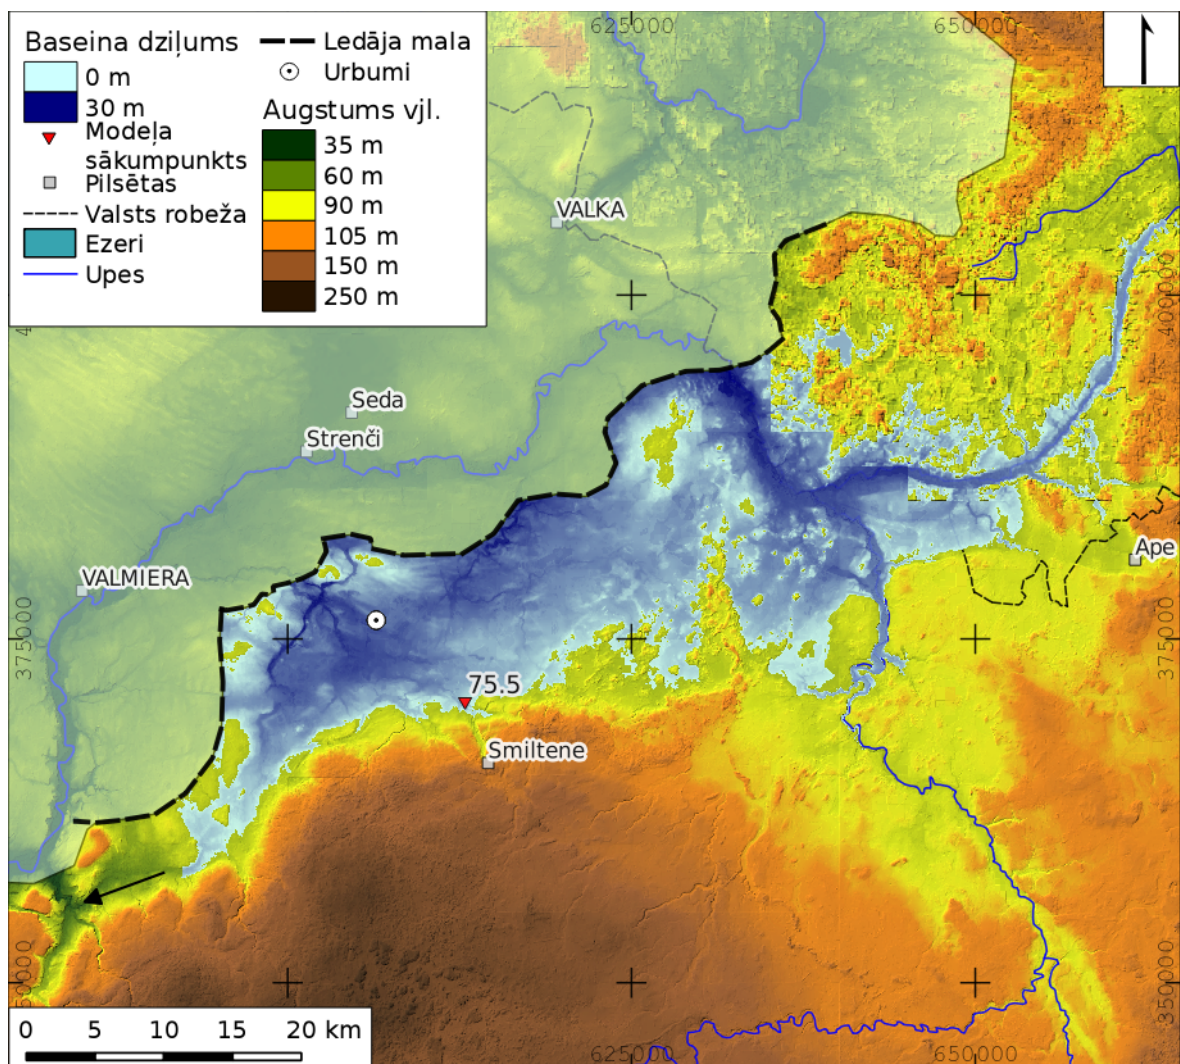 Baseina dziļums
0 m
30 m
Modeļa
sākumpunkts
Pilsētas
Valsts robeža
Ezeri
Upes
Ledāja mala
Urbumi
Augstums vjl.
35 m
60 m
90 m
105 m
150 m
250 m
625000
650000
VALKA
400000
Seda
Strenči
VALMIERA
Ape
375000
375000
75.5
Smiltene
350000
0 5 10 15 20 km
625000
650000